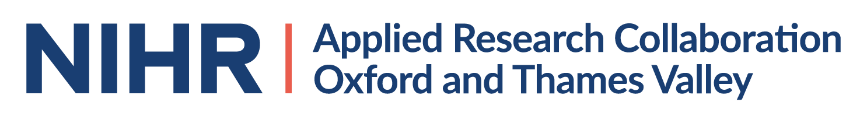 NIHR
Applied Research Collaboration
Oxford and Thames Valley